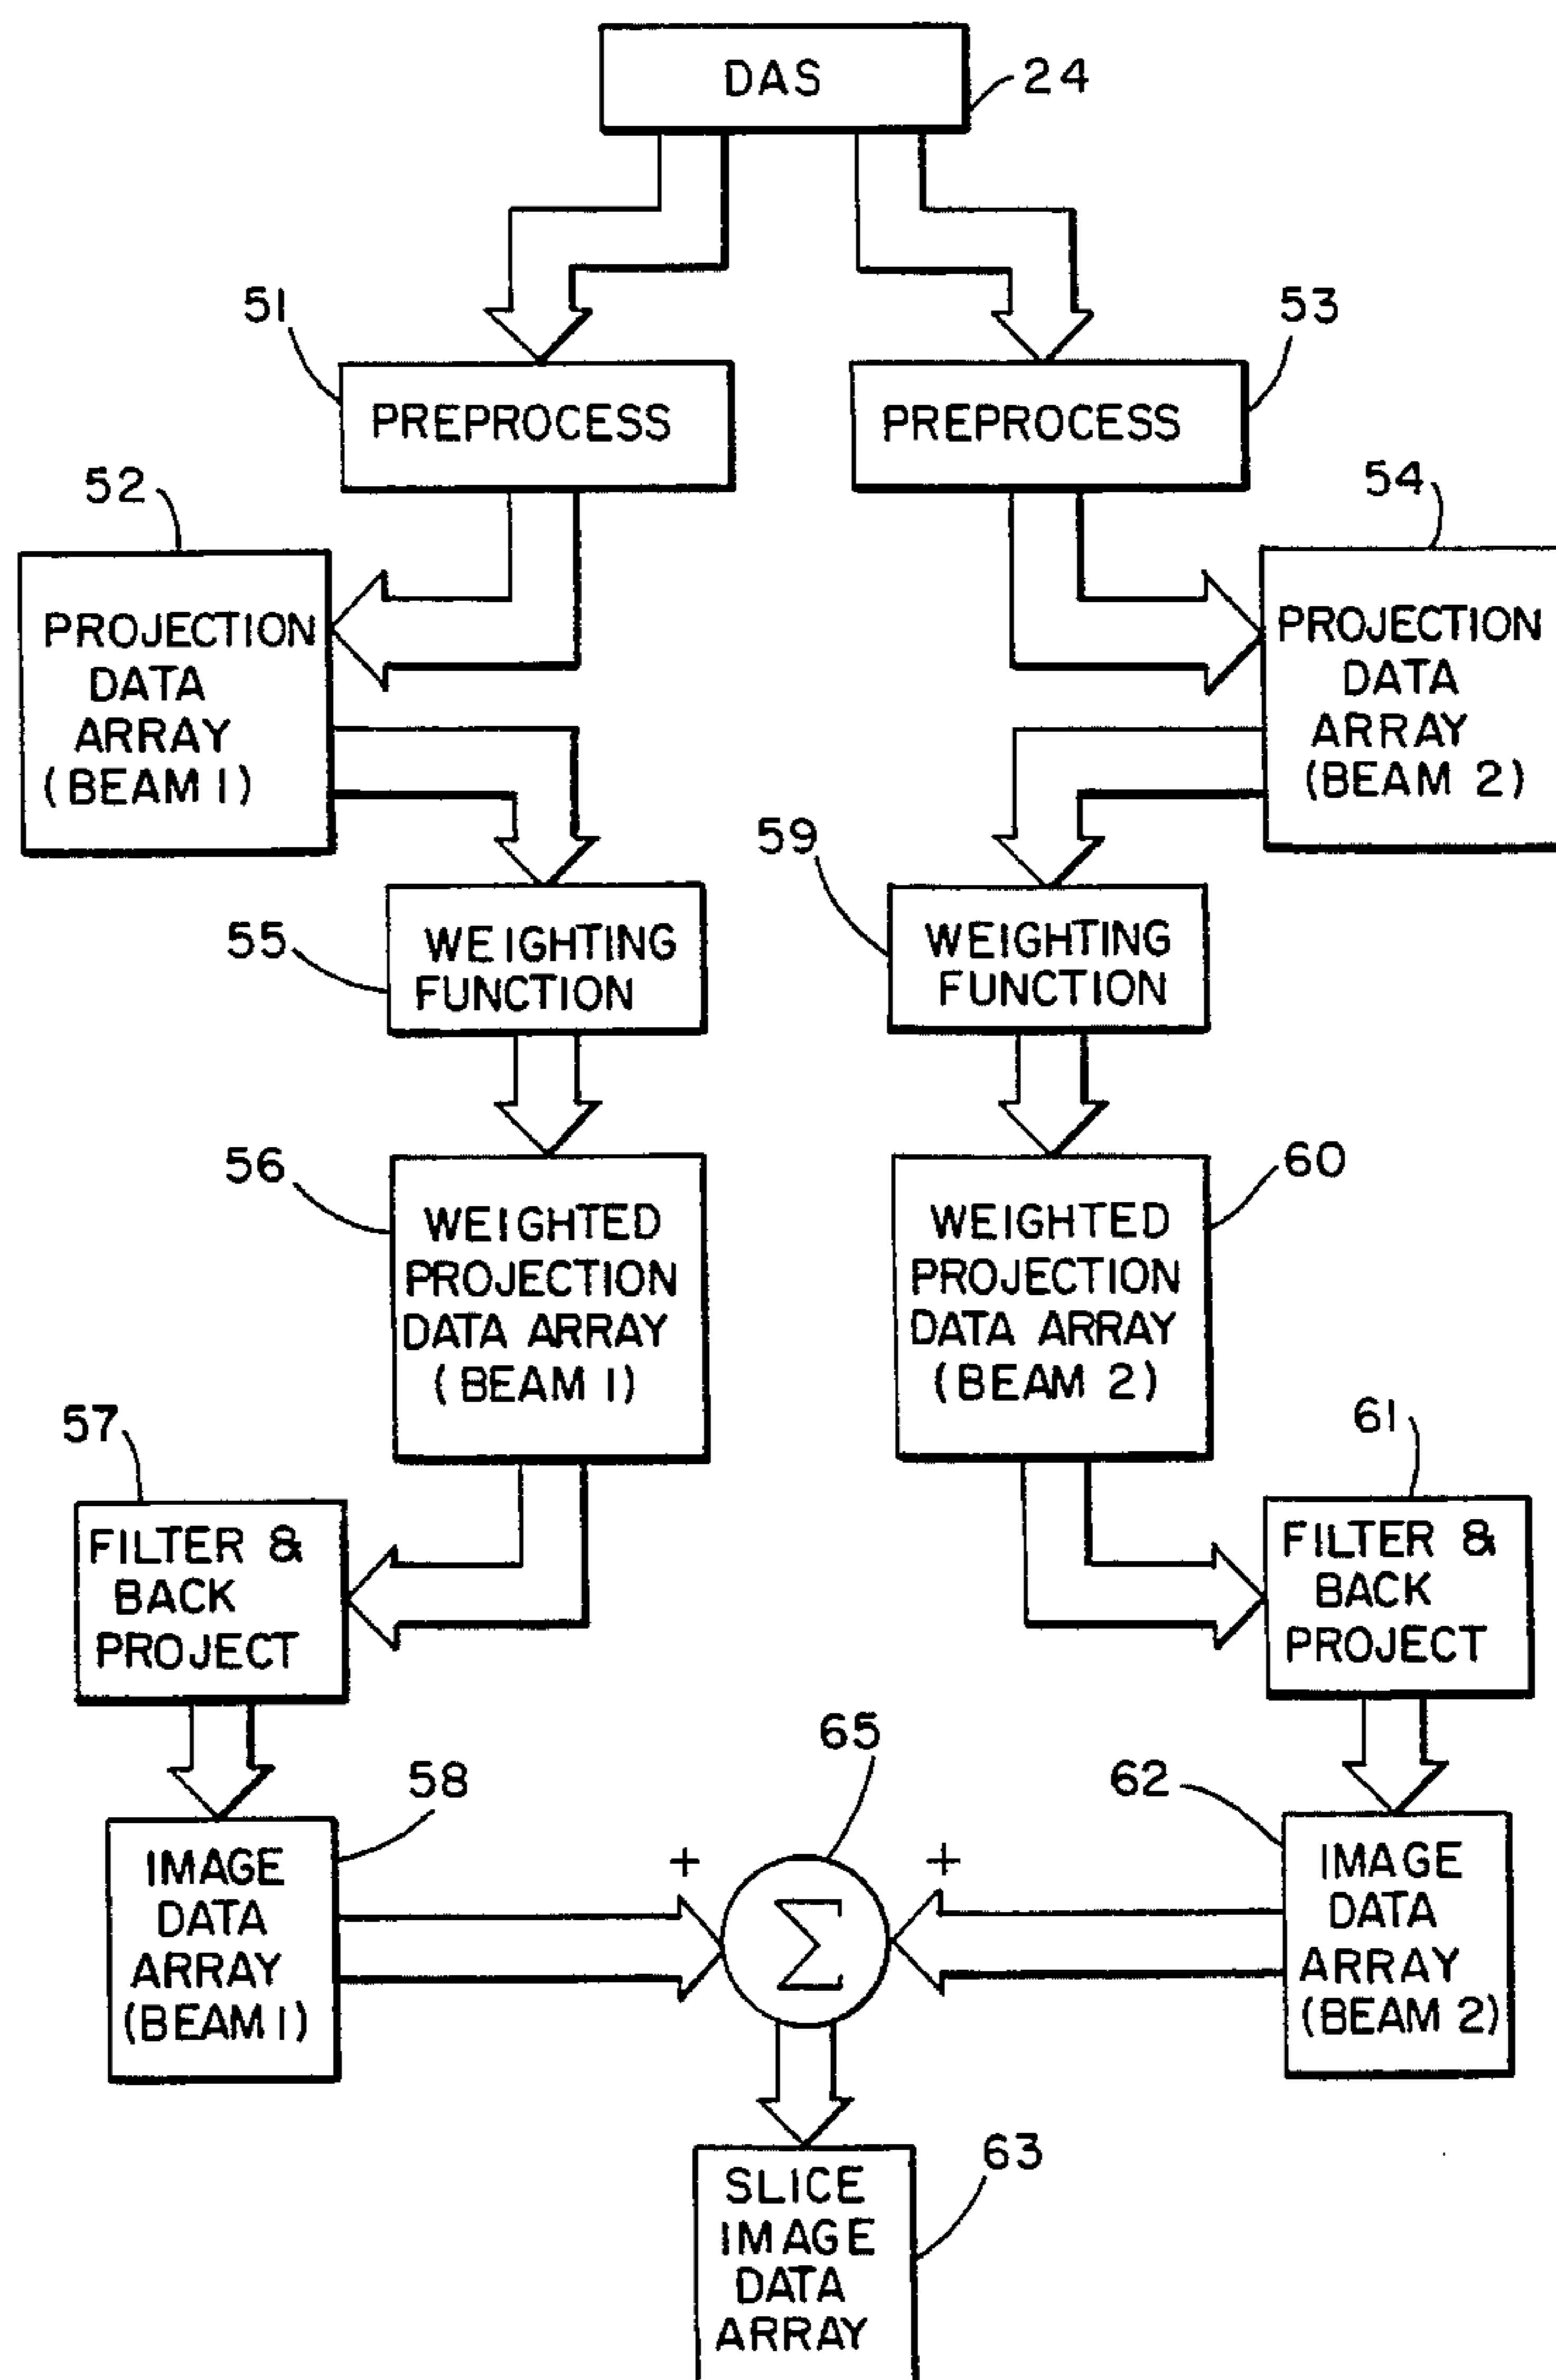 DAS
24
51
53
PREPROCESS
PREPROCESS
52
54
PROJECTION
DATA
ARRAY
(BEAM 1)
PROJECTION
DATA
ARRAY
(BEAM 2)
55
WEIGHTING
FUNCTION
59
WEIGHTING
FUNCTION
56
WEIGHTED
PROJECTION
DATA ARRAY
(BEAM 1)
60
WEIGHTED
PROJECTION
DATA ARRAY
(BEAM 2)
57
FILTER &
BACK
PROJECT
61
FILTER &
BACK
PROJECT
65
58
62
IMAGE
DATA
ARRAY
(BEAM 1)
+
Σ
+
IMAGE
DATA
ARRAY
(BEAM 2)
63
SLICE
IMAGE
DATA
ARRAY